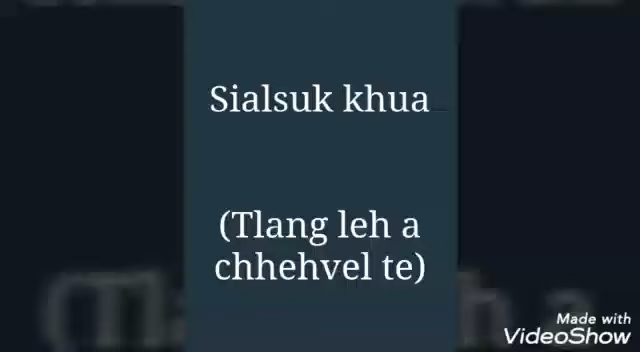 Sialsuk khua
(Tlang leh a
chhehvel te)
Made with
VideoShow